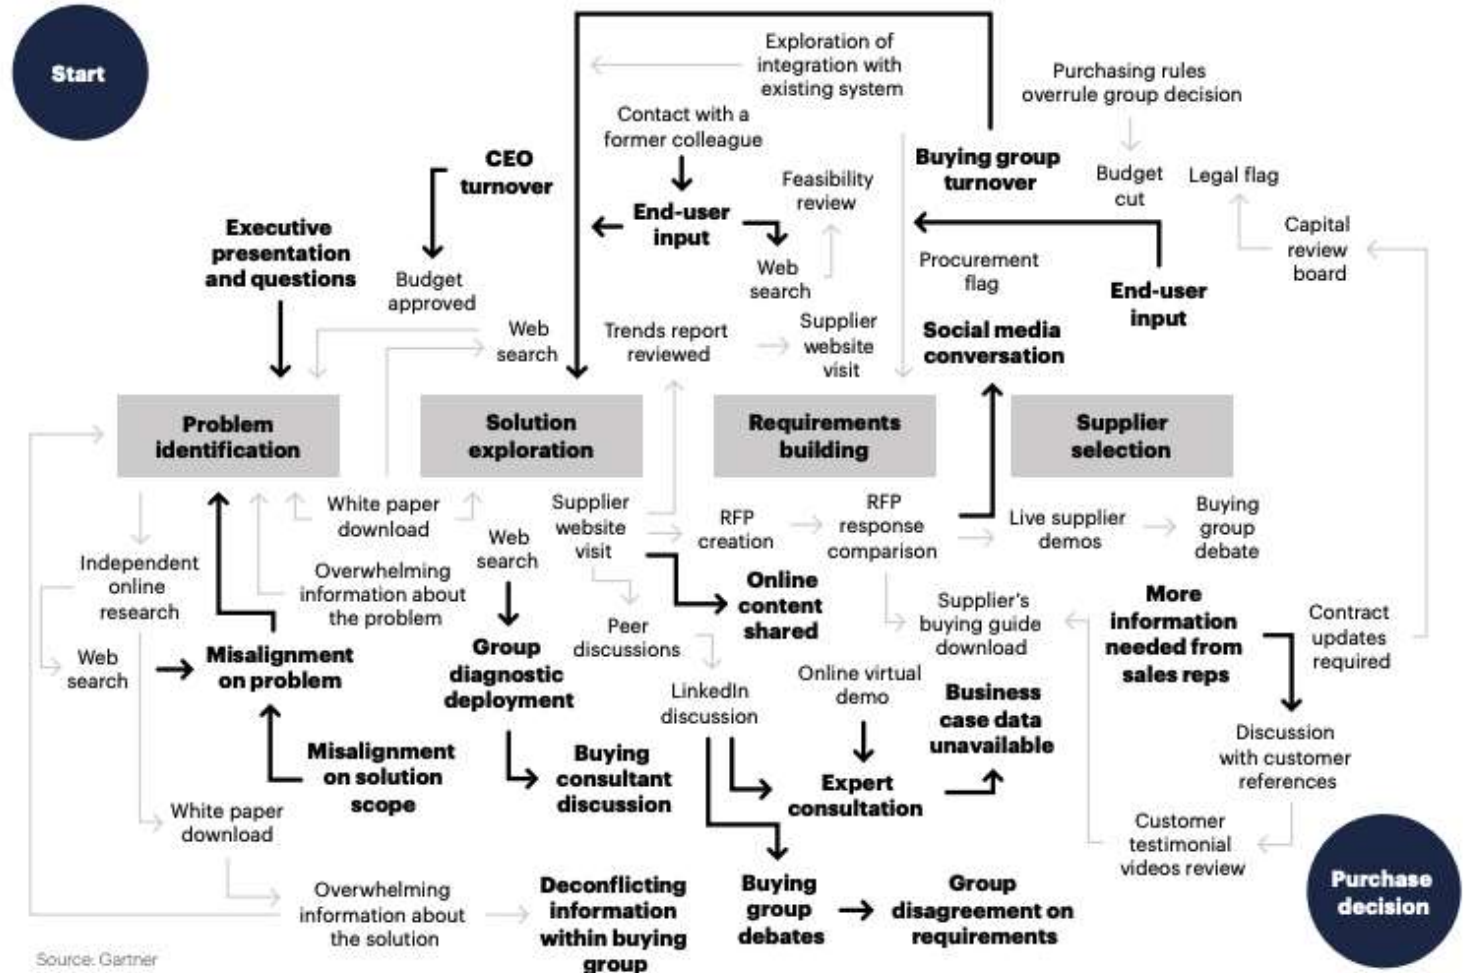 Start
Exploration of
integration with
existing system
Purchasing rules
overrule group decision
Contact with a
former colleague
CEO
turnover
Buying group
turnover
Feasibility
review
Budget
cut
Legal flag
End-user
input
Executive
presentation
and questions
Capital
review
board
Budget
approved
Web
search
Procurement
flag
End-user
input
Web
search
Trends report
reviewed
Supplier
website
visit
Social media
conversation
Problem
identification
Solution
exploration
Requirements
building
Supplier
selection
White paper
download
Supplier
website
visit
RFP
creation
RFP
response
comparison
Live supplier
demos
Buying
group
debate
Web
search
Independent
online
research
Overwhelming
information about
the problem
Online
content
shared
Supplier's
buying guide
download
More
information
needed from
sales reps
Contract
updates
required
Peer
discussions
Web
search
Misalignment
on problem
Group
diagnostic
deployment
LinkedIn
discussion
Online virtual
demo
Business
case data
unavailable
Misalignment
on solution
scope
Buying
consultant
discussion
Expert
consultation
Discussion
with customer
references
White paper
download
Customer
testimonial
videos review
Overwhelming
information about
the solution
Deconflicting
information
within buying
group
Buying
group
debates
Group
disagreement on
requirements
Purchase
decision
Source: Gartner